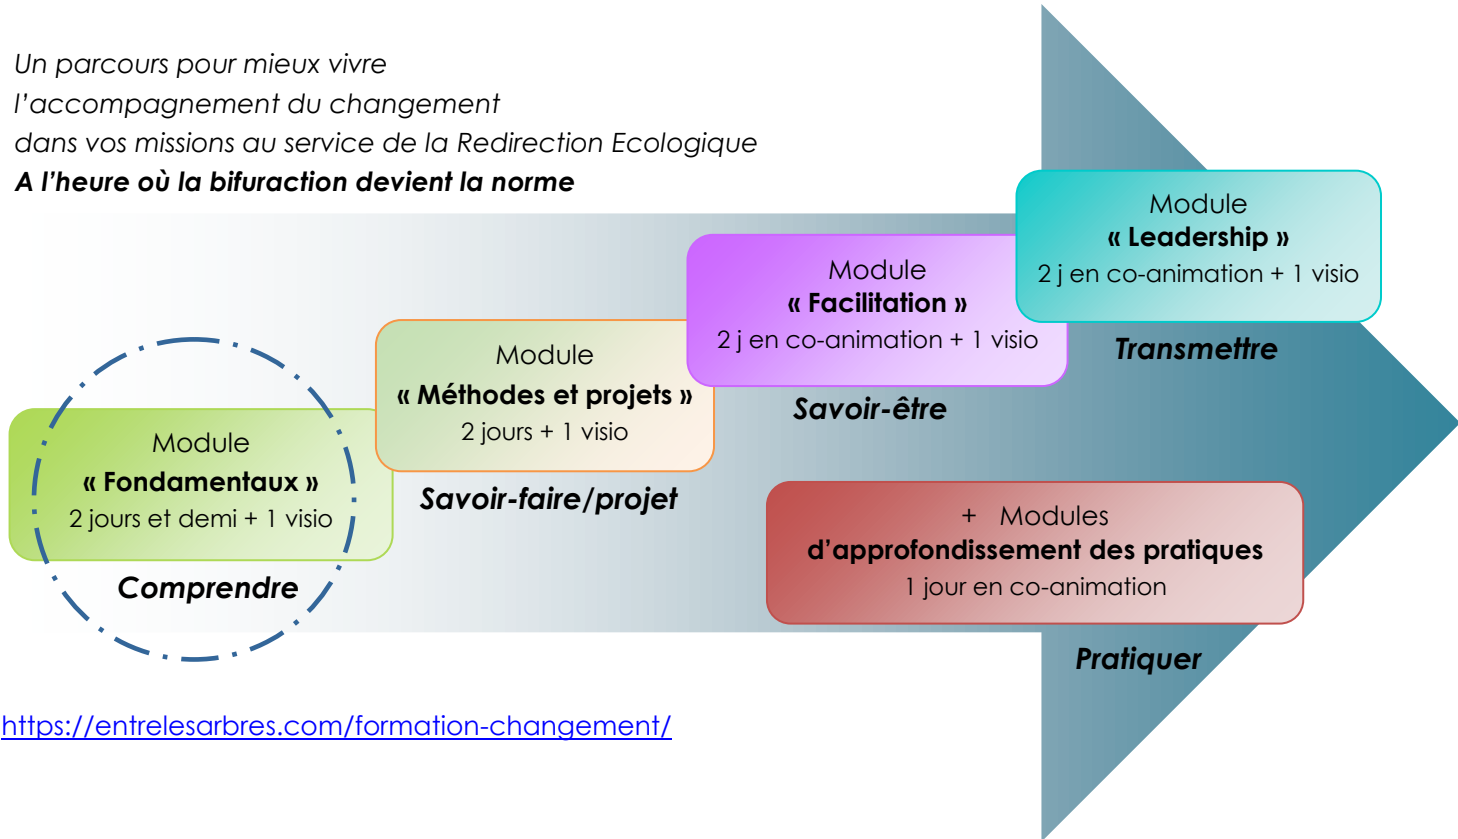 Un parcours pour mieux vivre
l'accompagnement du changement
dans vos missions au service de la Redirection Ecologique
A l'heure où la bifuraction devient la norme
Module
« Leadership »
2 j en co-animation + 1 visio
Transmettre
Module
« Facilitation »
2 j en co-animation + 1 visio
Savoir-être
Module
« Méthodes et projets »
2 jours + 1 visio
Savoir-faire/projet
Module
« Fondamentaux »
2 jours et demi + 1 visio
Comprendre
+ Modules
d'approfondissement des pratiques
1 jour en co-animation
Pratiquer
https://entrelesarbres.com/formation-changement/